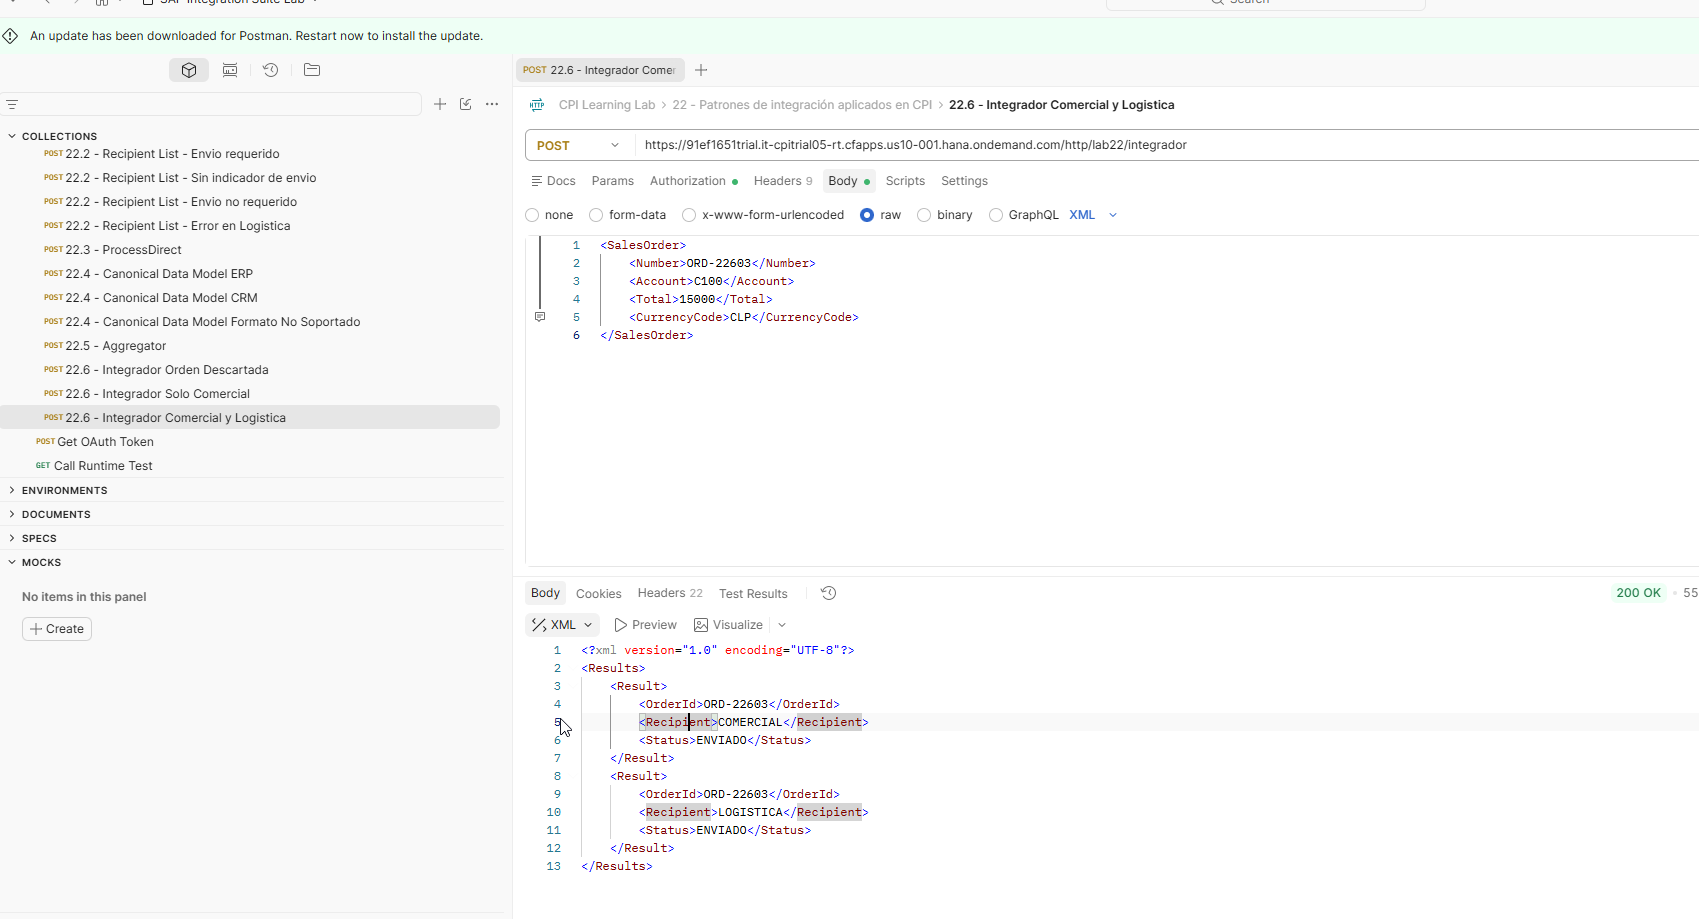 SAP Integration Suite Lab
Search
An update has been downloaded for Postman. Restart now to install the update.
POST 22.6 - Integrador Comer
CPI Learning Lab > 22 - Patrones de integración aplicados en CPI > 22.6 - Integrador Comercial y Logistica
COLLECTIONS
POST 22.2 - Recipient List - Envio requerido
POST 22.2 - Recipient List - Sin indicador de envio
POST 22.2 - Recipient List - Envio no requerido
POST 22.2 - Recipient List - Error en Logistica
POST 22.3 - ProcessDirect
POST 22.4 - Canonical Data Model ERP
POST 22.4 - Canonical Data Model CRM
POST 22.4 - Canonical Data Model Formato No Soportado
POST 22.5 - Aggregator
POST 22.6 - Integrador Orden Descartada
POST 22.6 - Integrador Solo Comercial
POST 22.6 - Integrador Comercial y Logistica
POST Get OAuth Token
GET Call Runtime Test
ENVIRONMENTS
DOCUMENTS
SPECS
MOCKS
No items in this panel
Create
POST https://91ef1651trial.it-cpitrial05-rt.cfapps.us10-001.hana.ondemand.com/http/lab22/integrador
Docs Params Authorization Headers 9 Body Scripts Settings
none form-data x-www-form-urlencoded raw binary GraphQL XML
1 <SalesOrder>
2 <Number>ORD-22603</Number>
3 <Account>C100</Account>
4 <Total>15000</Total>
5 <CurrencyCode>CLP</CurrencyCode>
6 </SalesOrder>
Body Cookies Headers 22 Test Results 200 OK • 55
XML Preview Visualize
1 <?xml version="1.0" encoding="UTF-8"?>
2 <Results>
3 <Result>
4 <OrderId>ORD-22603</OrderId>
5 <Recipient>COMERCIAL</Recipient>
6 <Status>ENVIADO</Status>
7 </Result>
8 <Result>
9 <OrderId>ORD-22603</OrderId>
10 <Recipient>LOGISTICA</Recipient>
11 <Status>ENVIADO</Status>
12 </Result>
13 </Results>